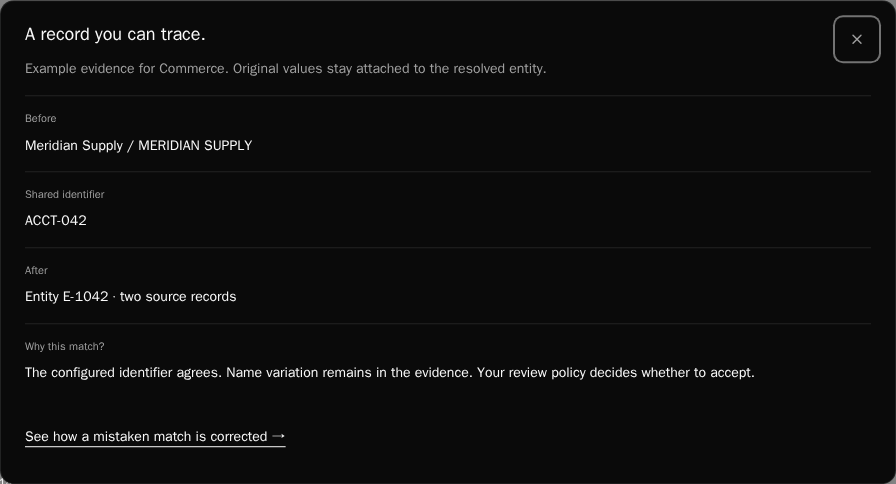 A record you can trace.
×
Example evidence for Commerce. Original values stay attached to the resolved entity.
Before
Meridian Supply / MERIDIAN SUPPLY
Shared identifier
ACCT-042
After
Entity E-1042 · two source records
Why this match?
The configured identifier agrees. Name variation remains in the evidence. Your review policy decides whether to accept.
See how a mistaken match is corrected →